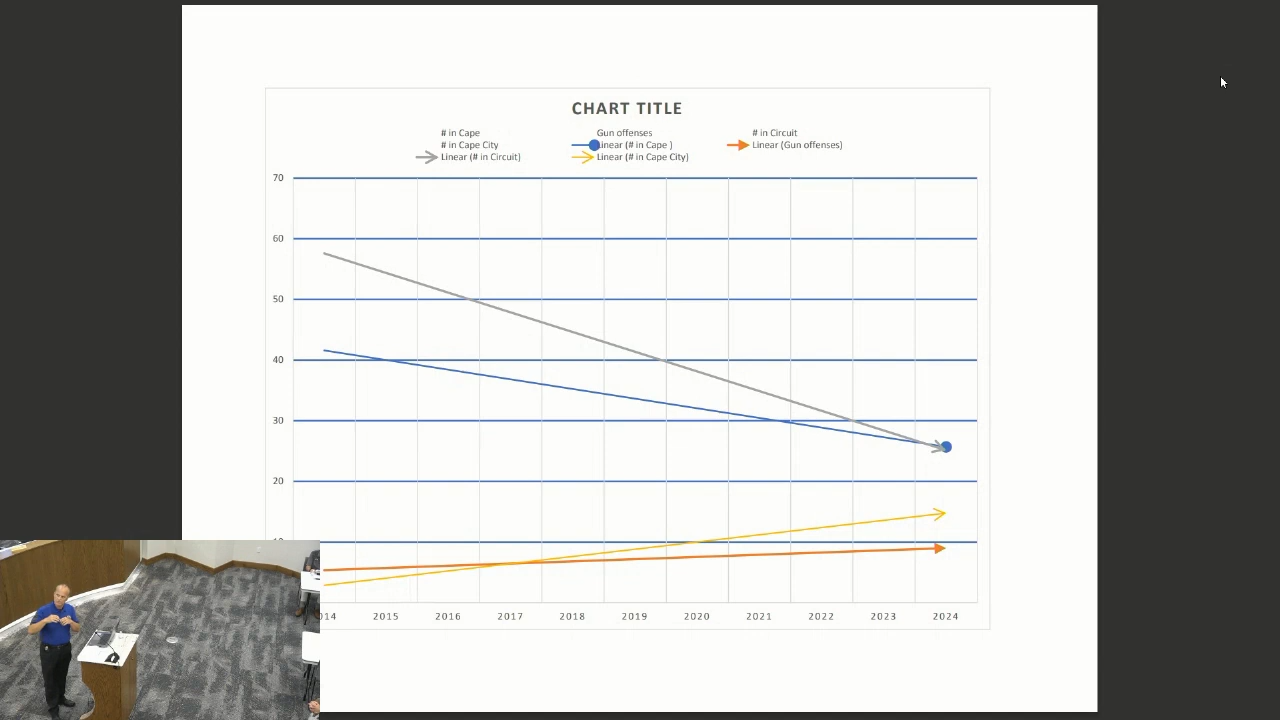 CHART TITLE
# in Cape Gun offenses # in Circuit
# in Cape City Linear (# in Cape ) Linear (Gun offenses)
Linear (# in Circuit) Linear (# in Cape City)
70
60
50
40
30
20
2015 2016 2017 2018 2019 2020 2021 2022 2023 2024